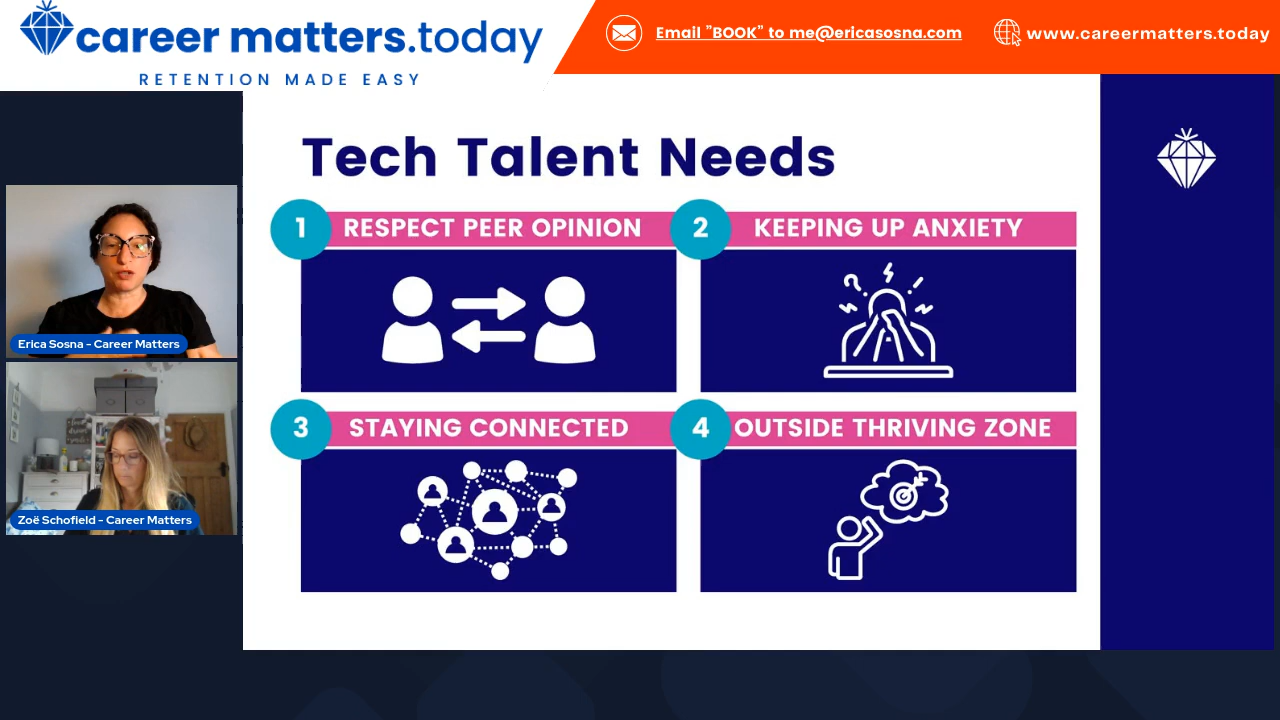 career matters.today
RETENTION MADE EASY
Email "BOOK" to me@ericasosna.com
www.careermatters.today
Tech Talent Needs
1 RESPECT PEER OPINION
2 KEEPING UP ANXIETY
3 STAYING CONNECTED
4 OUTSIDE THRIVING ZONE
Erica Sosna - Career Matters
Zoë Schofield - Career Matters